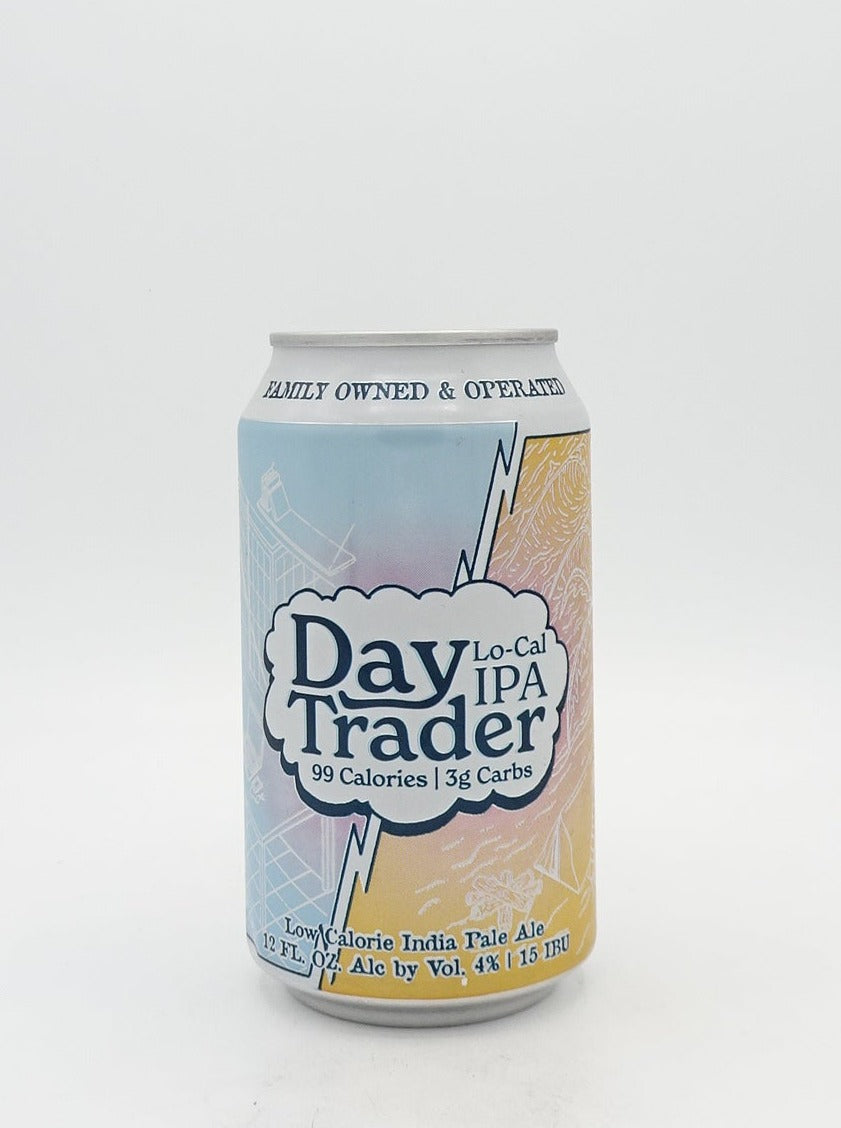 FAMILY OWNED & OPERATED
Day
Lo-Cal
IPA
Trader
99 Calories | 3g Carbs
Low Calorie India Pale Ale
12 FL. OZ. Alc by Vol. 4% | 15 IBU